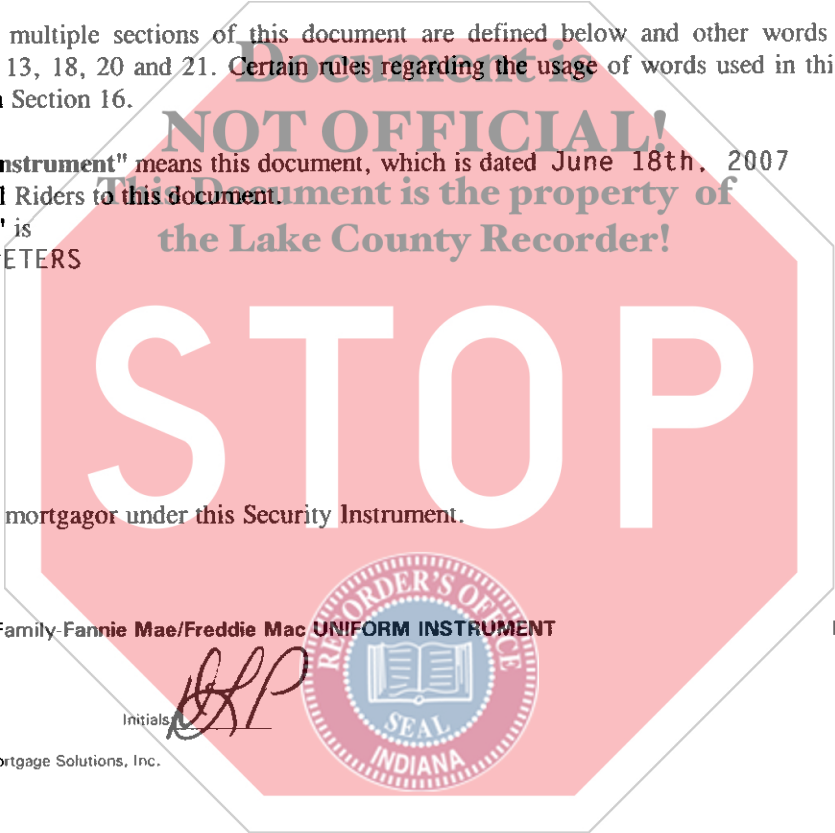 multiple sections of this document are defined below and other words
13, 18, 20 and 21. Certain rules regarding the usage of words used in thi
Section 16.
Document is
NOT OFFICIAL!
This Document is the property of
the Lake County Recorder!
nstrument" means this document, which is dated June 18th, 2007
l Riders to this document.
" is
ETERS
STOP
mortgagor under this Security Instrument.
Family-Fannie Mae/Freddie Mac UNIFORM INSTRUMENT
RECORDER'S OFFICE
SEAL
INDIANA
Initials:
ortgage Solutions, Inc.